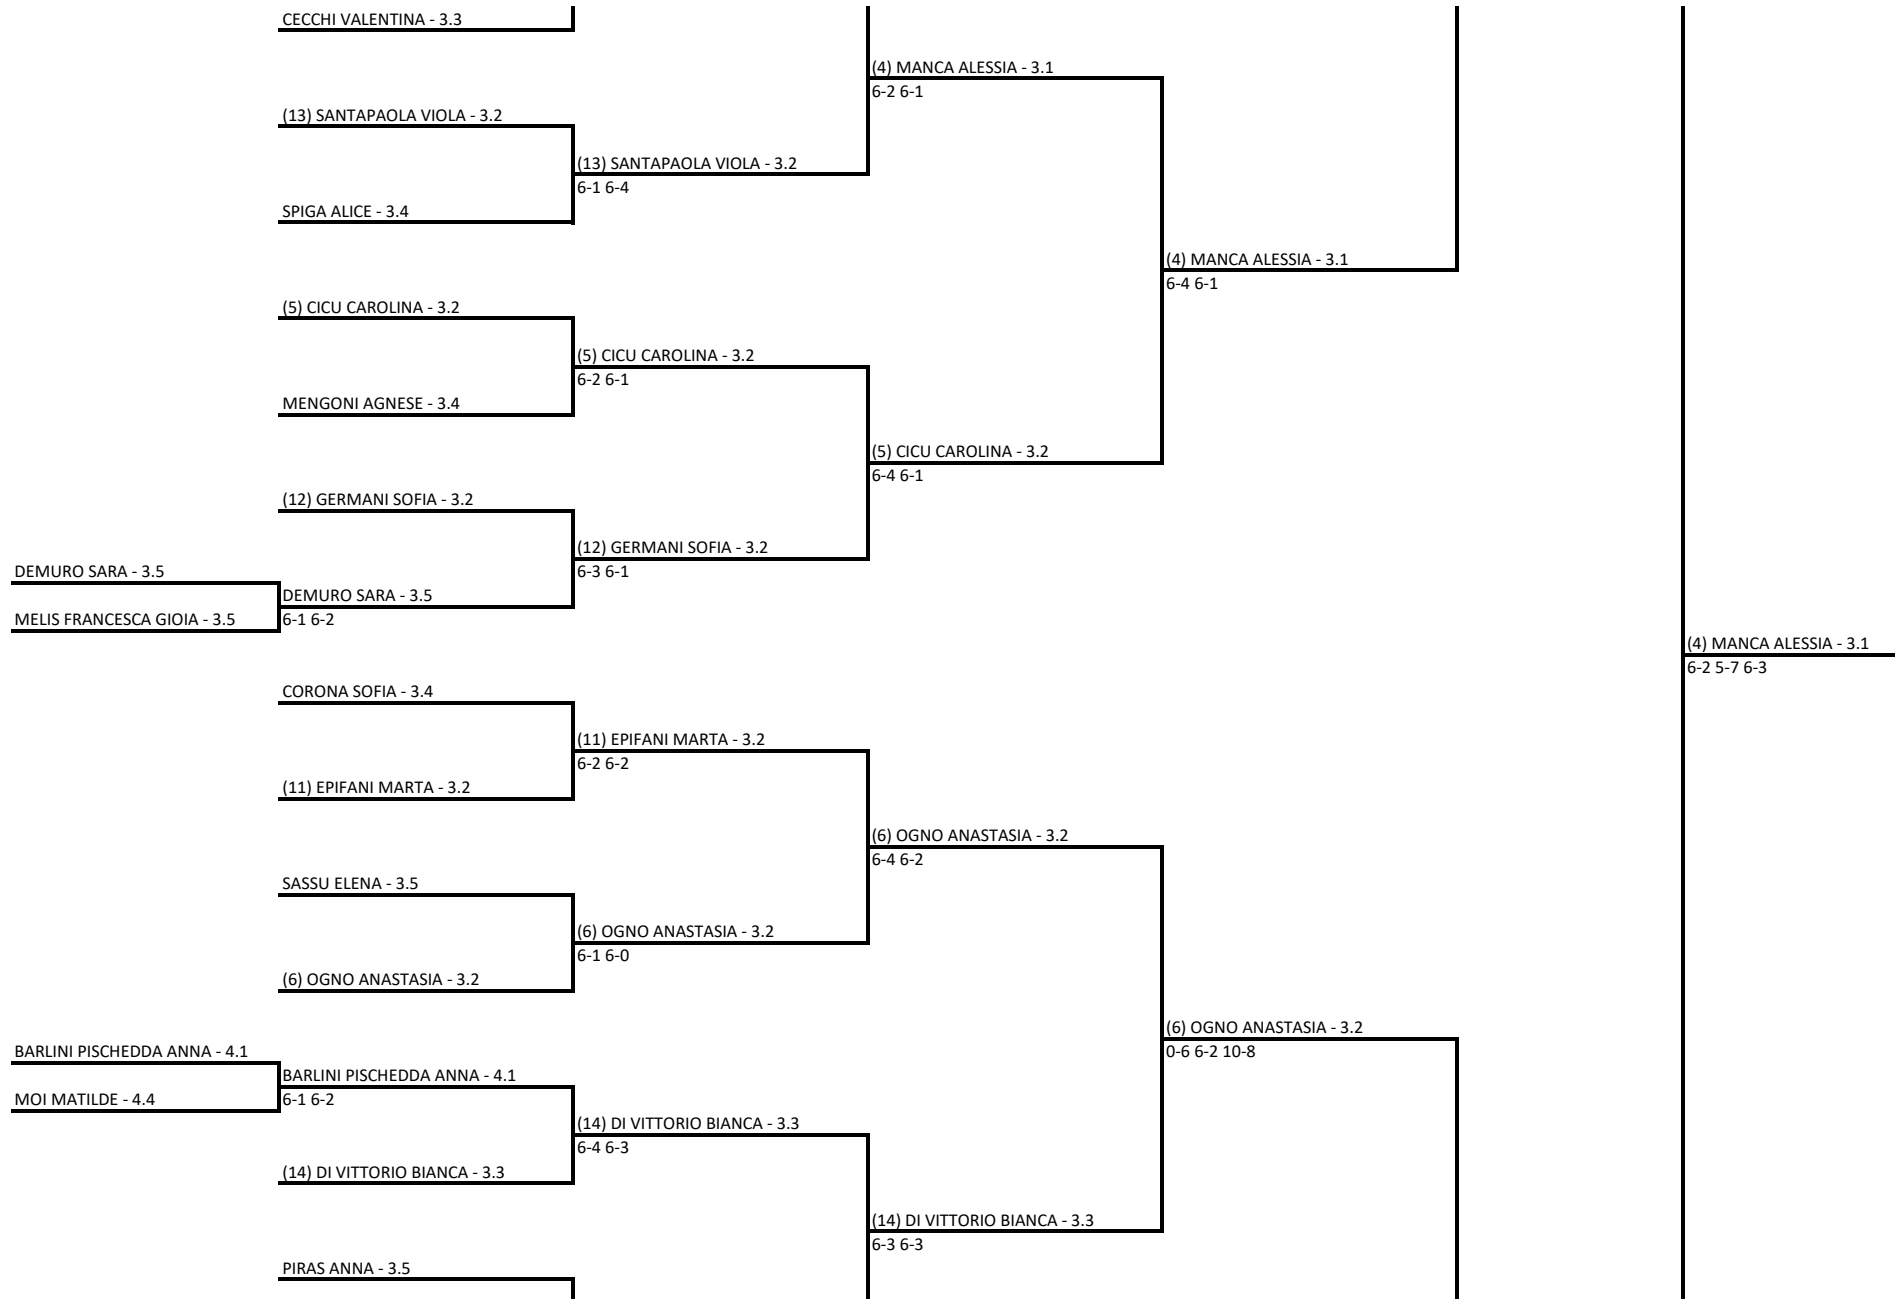 CECCHI VALENTINA - 3.3
(4) MANCA ALESSIA - 3.1
6-2 6-1
(13) SANTAPAOLA VIOLA - 3.2
(13) SANTAPAOLA VIOLA - 3.2
6-1 6-4
SPIGA ALICE - 3.4
(4) MANCA ALESSIA - 3.1
6-4 6-1
(5) CICU CAROLINA - 3.2
(5) CICU CAROLINA - 3.2
6-2 6-1
MENGONI AGNESE - 3.4
(5) CICU CAROLINA - 3.2
6-4 6-1
(12) GERMANI SOFIA - 3.2
(12) GERMANI SOFIA - 3.2
6-3 6-1
DEMURO SARA - 3.5
DEMURO SARA - 3.5
6-1 6-2
MELIS FRANCESCA GIOIA - 3.5
(4) MANCA ALESSIA - 3.1
6-2 5-7 6-3
CORONA SOFIA - 3.4
(11) EPIFANI MARTA - 3.2
6-2 6-2
(11) EPIFANI MARTA - 3.2
(6) OGNO ANASTASIA - 3.2
6-4 6-2
SASSU ELENA - 3.5
(6) OGNO ANASTASIA - 3.2
6-1 6-0
(6) OGNO ANASTASIA - 3.2
(6) OGNO ANASTASIA - 3.2
0-6 6-2 10-8
BARLINI PISCHEDDA ANNA - 4.1
BARLINI PISCHEDDA ANNA - 4.1
6-1 6-2
MOI MATILDE - 4.4
(14) DI VITTORIO BIANCA - 3.3
6-4 6-3
(14) DI VITTORIO BIANCA - 3.3
(14) DI VITTORIO BIANCA - 3.3
6-3 6-3
PIRAS ANNA - 3.5